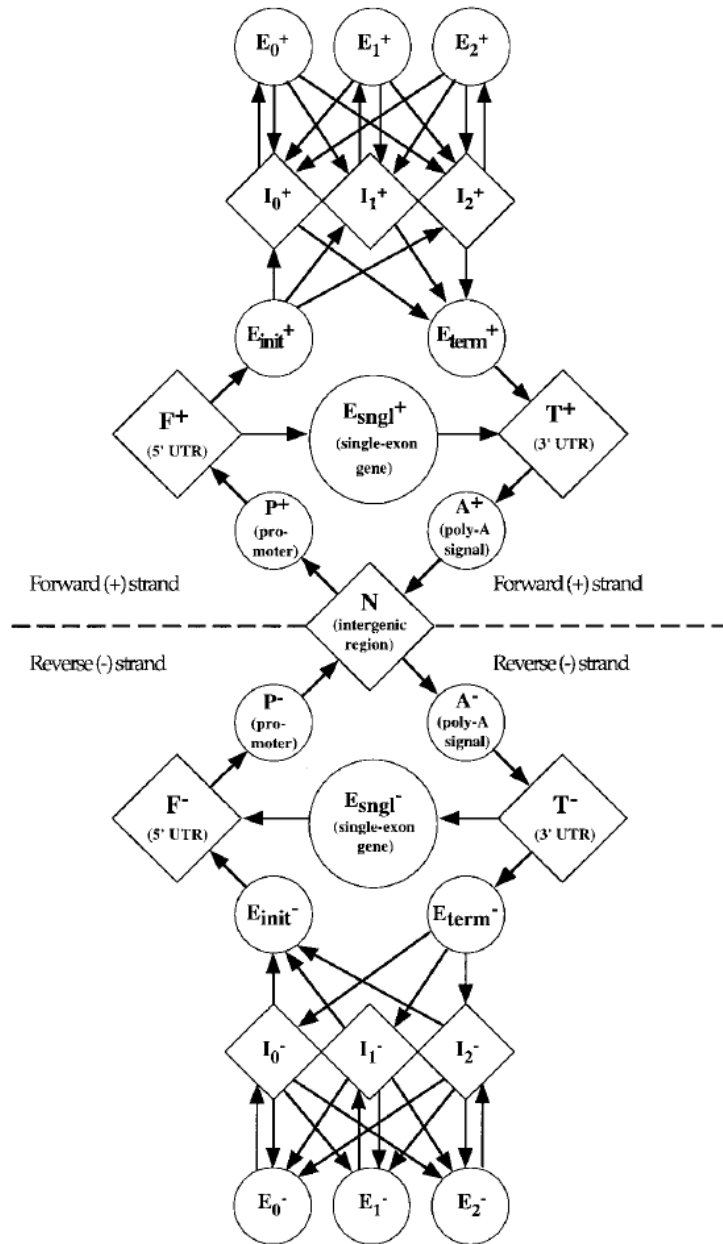 E₀⁺ E₁⁺ E₂⁺
I₀⁺ I₁⁺ I₂⁺
Einit⁺ Eterm⁺
F⁺
(5' UTR)
Esngl⁺
(single-exon
gene)
T⁺
(3' UTR)
P⁺
(pro-
moter)
A⁺
(poly-A
signal)
Forward (+) strand
N
(intergenic
region)
Forward (+) strand
Reverse (-) strand
Reverse (-) strand
P⁻
(pro-
moter)
A⁻
(poly-A
signal)
F⁻
(5' UTR)
Esngl⁻
(single-exon
gene)
T⁻
(3' UTR)
Einit⁻ Eterm⁻
I₀⁻ I₁⁻ I₂⁻
E₀⁻ E₁⁻ E₂⁻